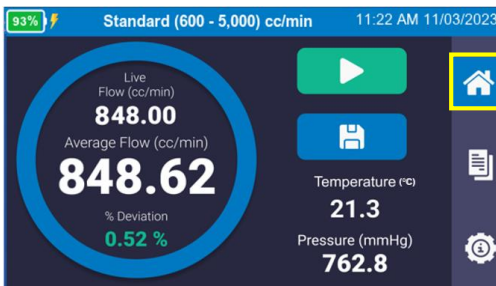 93%
Standard (600 - 5,000) cc/min
11:22 AM 11/03/2023
Live
Flow (cc/min)
848.00
Average Flow (cc/min)
848.62
% Deviation
0.52 %
Temperature (°C)
21.3
Pressure (mmHg)
762.8